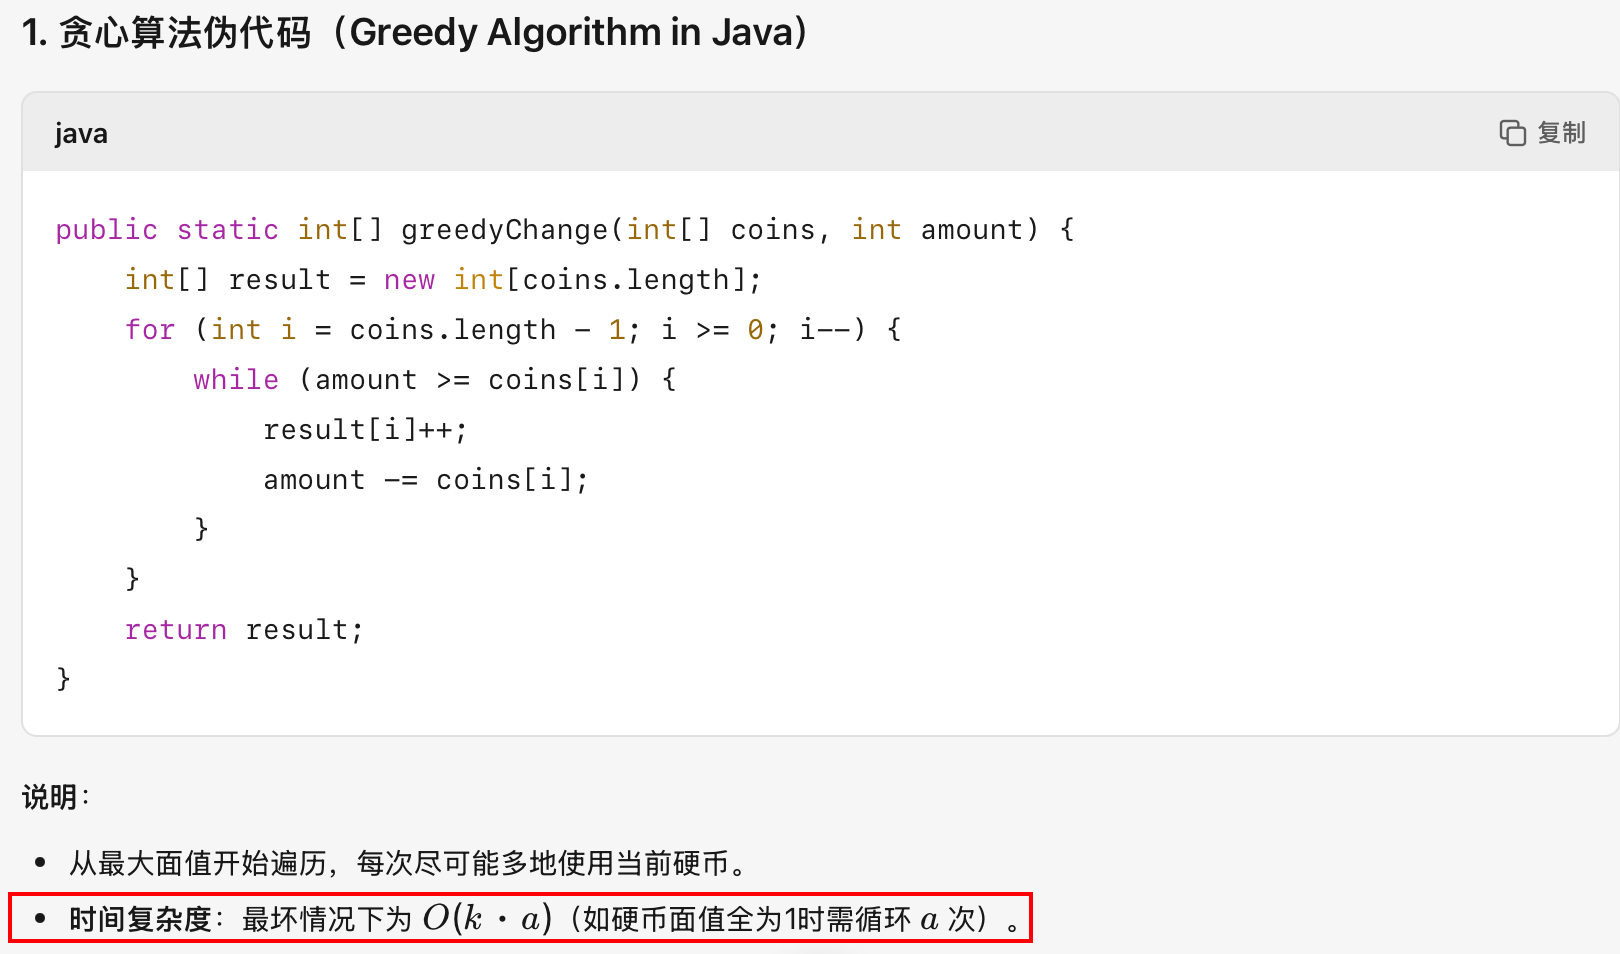 1. 贪心算法伪代码（Greedy Algorithm in Java）
java
复制
public static int[] greedyChange(int[] coins, int amount) {
    int[] result = new int[coins.length];
    for (int i = coins.length - 1; i >= 0; i--) {
        while (amount >= coins[i]) {
            result[i]++;
            amount -= coins[i];
        }
    }
    return result;
}
说明：
• 从最大面值开始遍历，每次尽可能多地使用当前硬币。
• 时间复杂度：最坏情况下为 O(k · a)（如硬币面值全为1时需循环 a 次）。